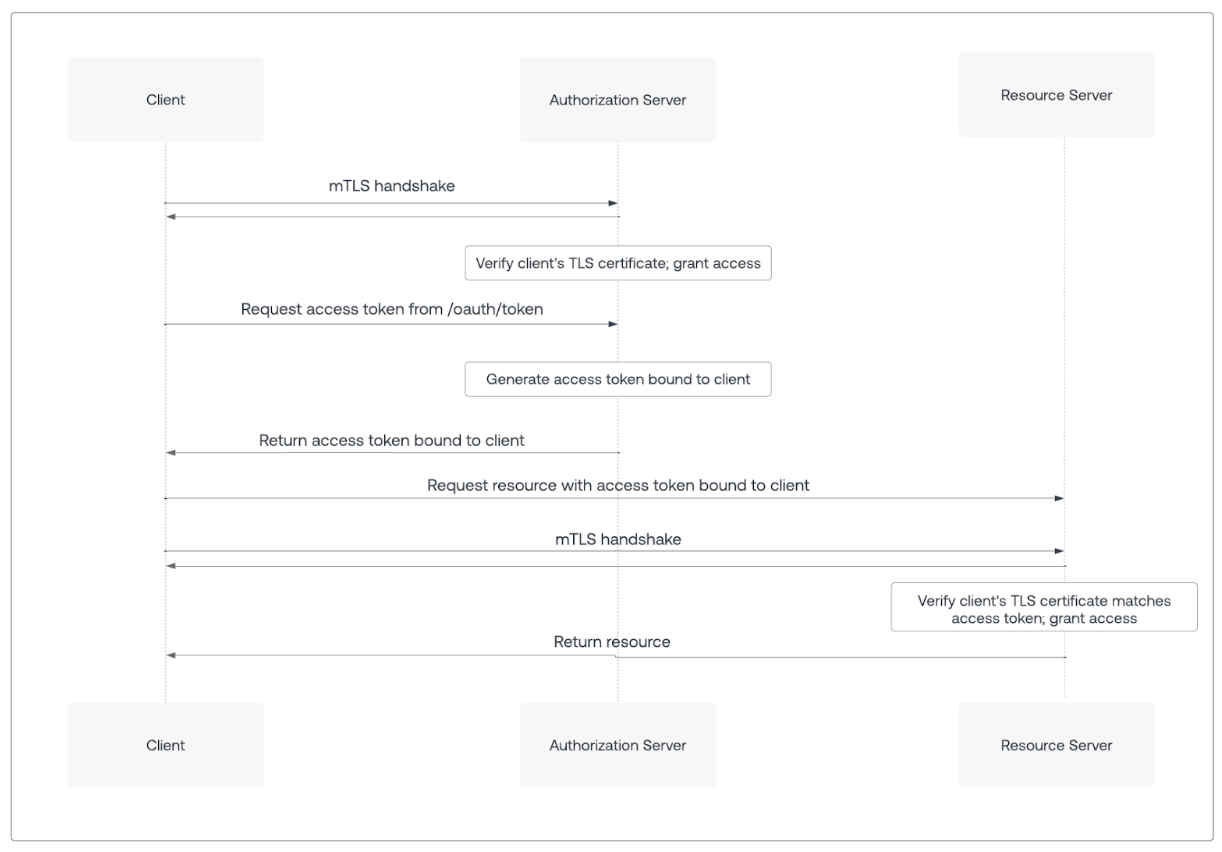 Client
Authorization Server
Resource Server
mTLS handshake
Verify client's TLS certificate; grant access
Request access token from /oauth/token
Generate access token bound to client
Return access token bound to client
Request resource with access token bound to client
mTLS handshake
Verify client's TLS certificate matches
access token; grant access
Return resource
Client
Authorization Server
Resource Server